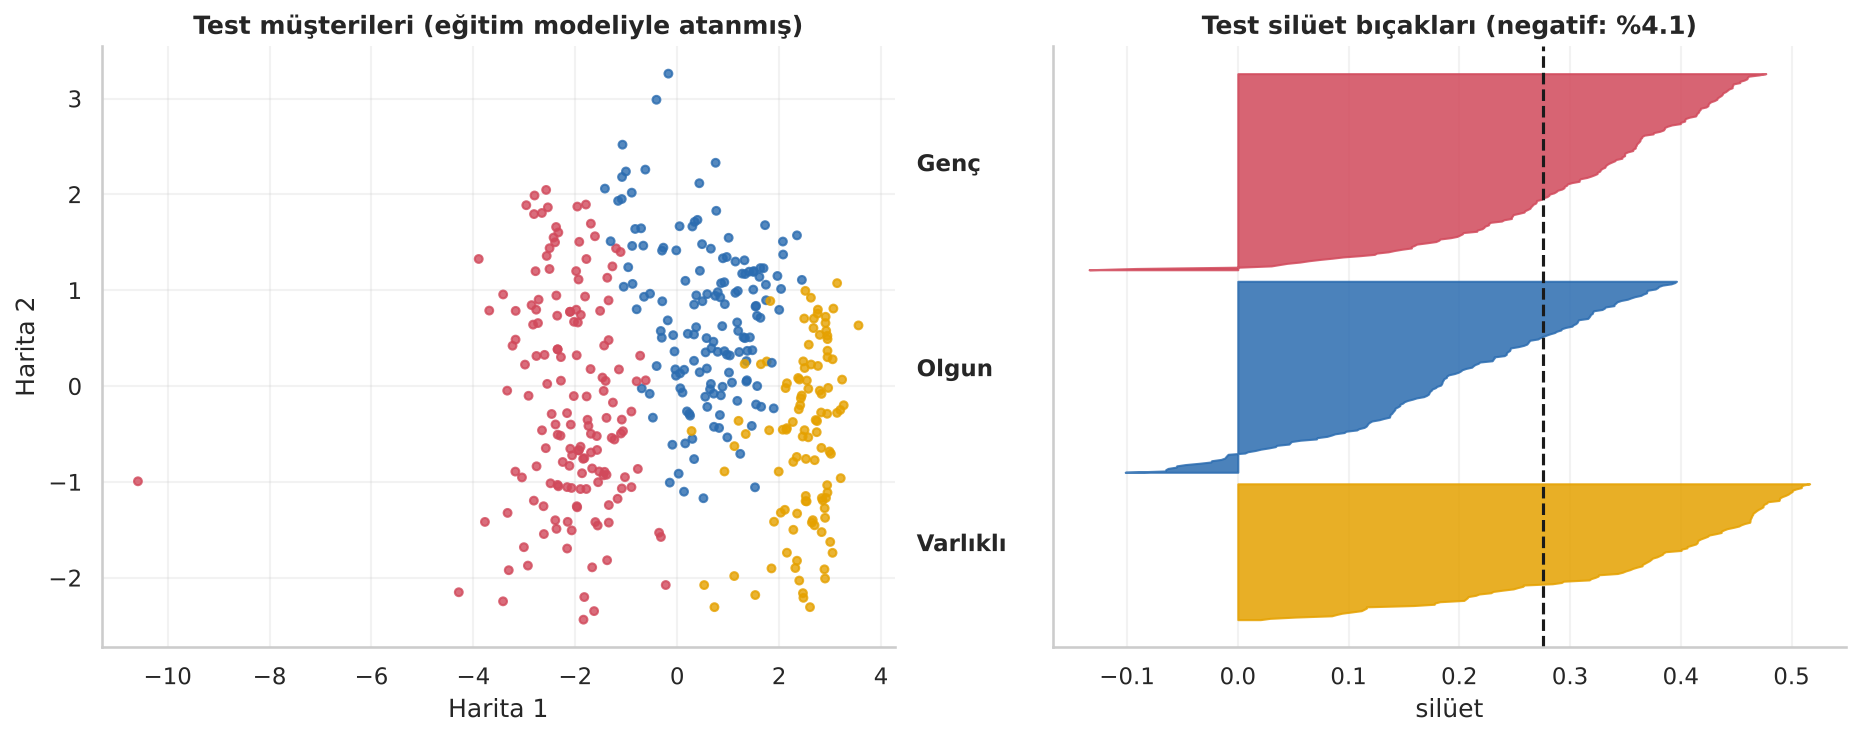 Test müşterileri (eğitim modeliyle atanmış)
Harita 2
3
2
1
0
−1
−2
−10
−8
−6
−4
−2
0
2
4
Harita 1
Test silüet bıçakları (negatif: %4.1)
Genç
Olgun
Varlıklı
−0.1
0.0
0.1
0.2
0.3
0.4
0.5
silüet